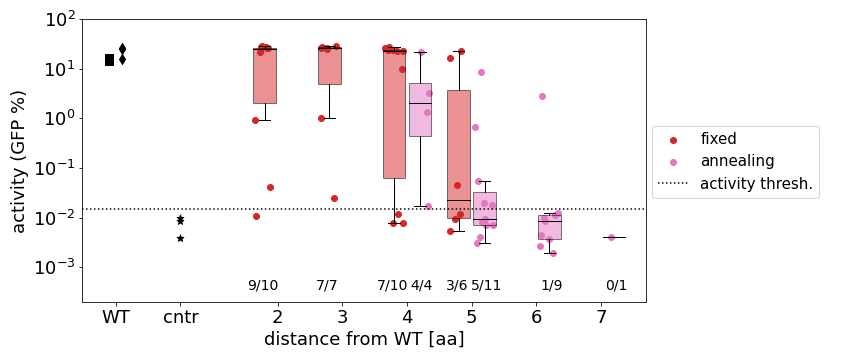 10²
10¹
10⁰
10⁻¹
10⁻²
10⁻³
activity (GFP %)
9/10 7/7 7/10 4/4 3/6 5/11 1/9 0/1
WT cntr 2 3 4 5 6 7
distance from WT [aa]
fixed
annealing
activity thresh.